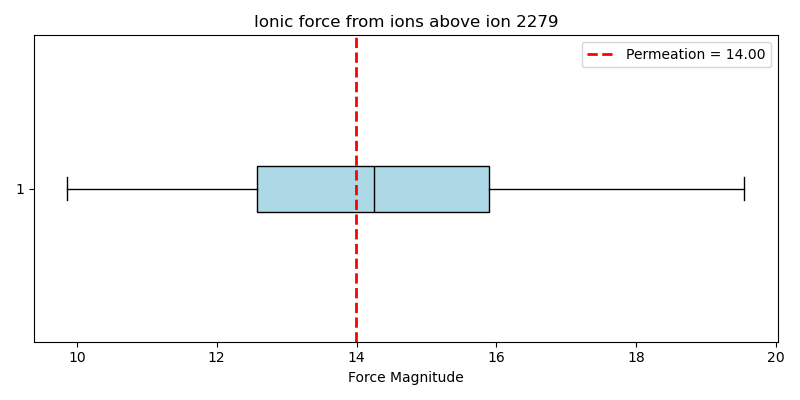 Ionic force from ions above ion 2279
Permeation = 14.00
1
10 12 14 16 18 20
Force Magnitude